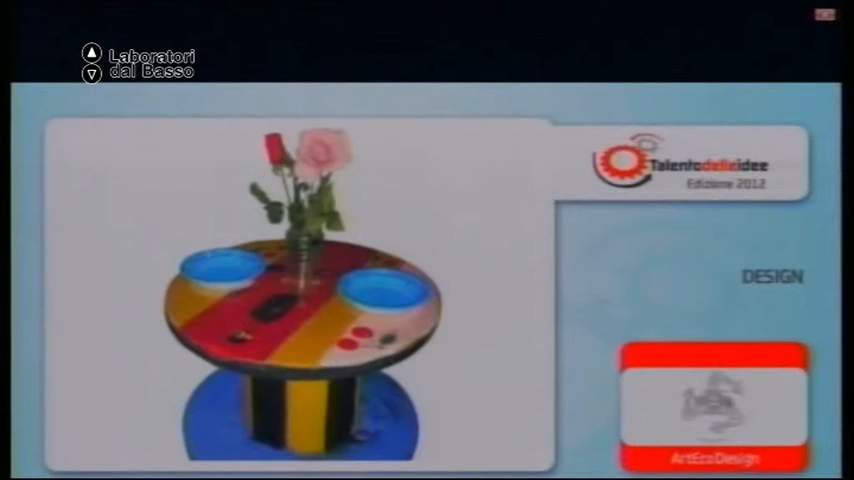 Laboratori
dal Basso
Talentodelleidee
Edizione 2012
DESIGN
ArtEcoDesign